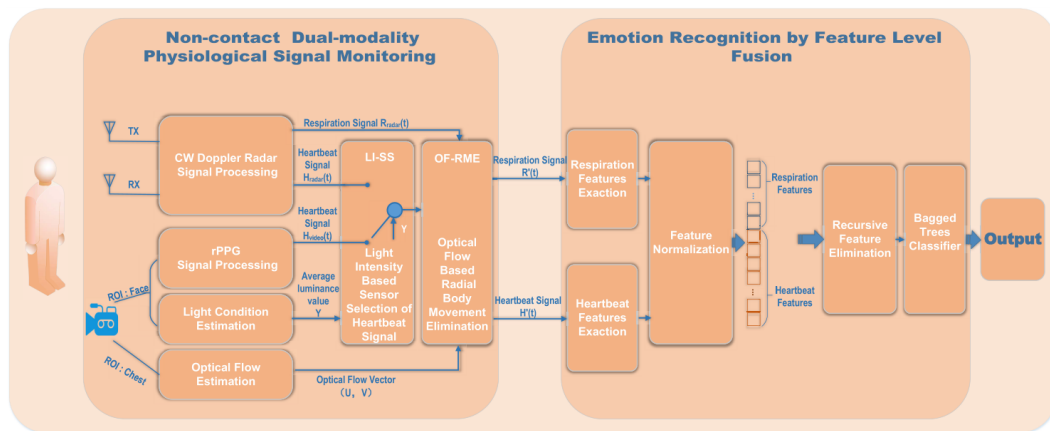 Non-contact Dual-modality
Physiological Signal Monitoring
Emotion Recognition by Feature Level
Fusion
TX
RX
CW Doppler Radar
Signal Processing
Respiration Signal Rradar(t)
Heartbeat
Signal
Hradar(t)
Heartbeat
Signal
Hvideo(t)
rPPG
Signal Processing
ROI : Face
Light Condition
Estimation
Average
luminance
value
Y
ROI : Chest
Optical Flow
Estimation
Optical Flow Vector
(U, V)
LI-SS
Y
Light
Intensity
Based
Sensor
Selection of
Heartbeat
Signal
OF-RME
Optical
Flow
Based
Radial
Body
Movement
Elimination
Respiration Signal
R'(t)
Heartbeat Signal
H'(t)
Respiration
Features
Exaction
Heartbeat
Features
Exaction
Feature
Normalization
Respiration
Features
Heartbeat
Features
Recursive
Feature
Elimination
Bagged
Trees
Classifier
Output